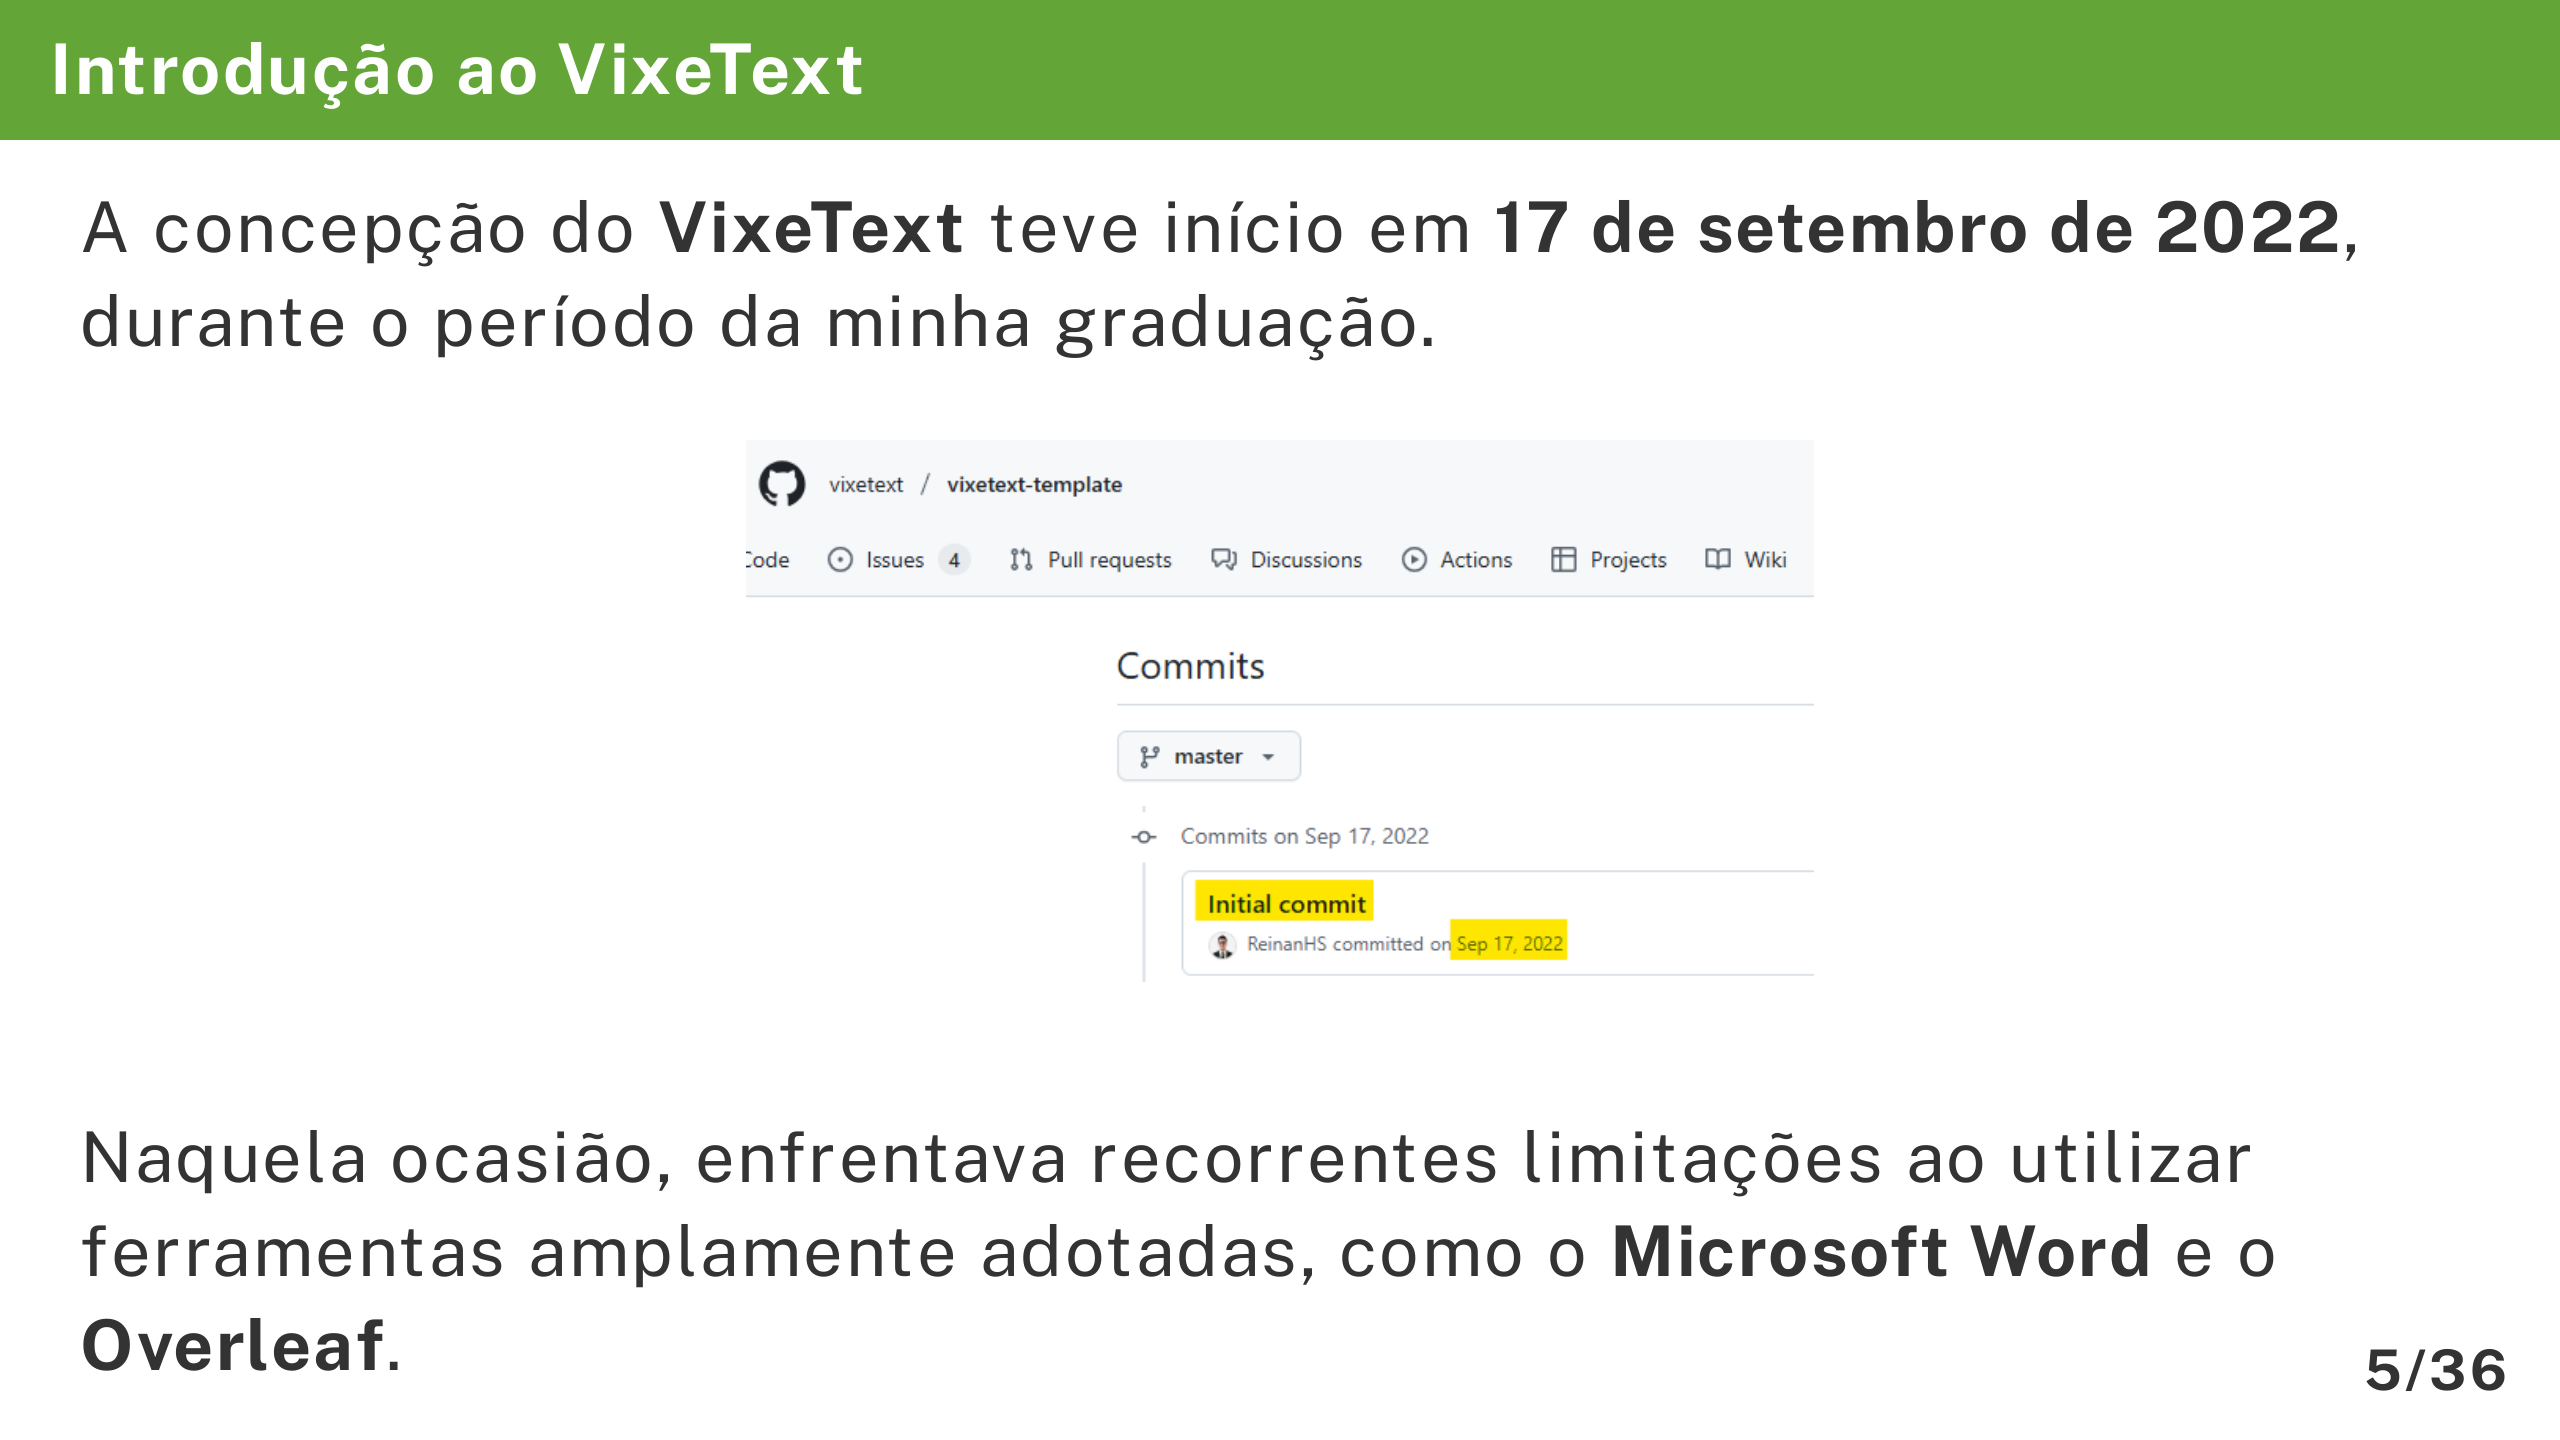 Introdução ao VixeText
A concepção do VixeText teve início em 17 de setembro de 2022,
durante o período da minha graduação.
vixetext / vixetext-template
Code Issues 4 Pull requests Discussions Actions Projects Wiki
Commits
master
Commits on Sep 17, 2022
Initial commit
ReinanHS committed on Sep 17, 2022
Naquela ocasião, enfrentava recorrentes limitações ao utilizar
ferramentas amplamente adotadas, como o Microsoft Word e o
Overleaf.
5/36